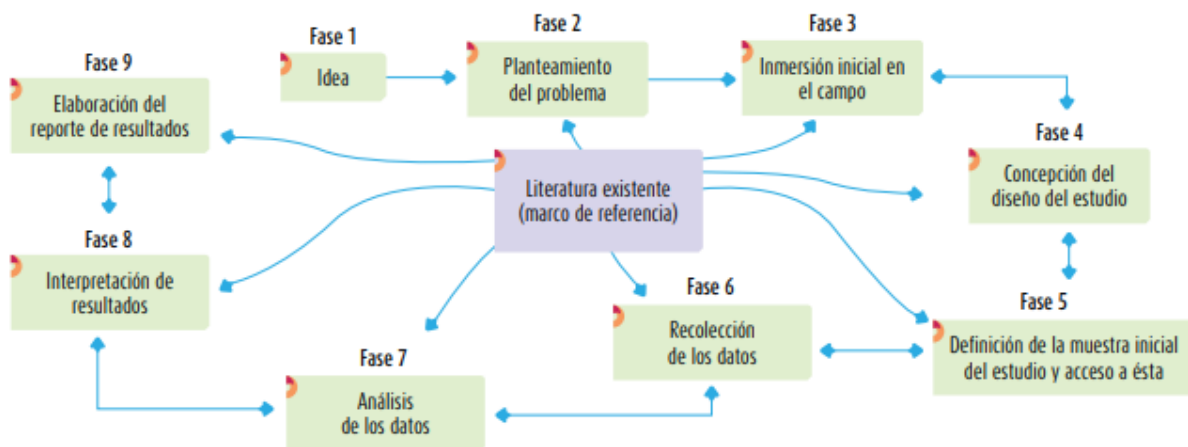 Fase 1
Idea
Fase 2
Planteamiento
del problema
Fase 3
Inmersión inicial en
el campo
Fase 4
Concepción del
diseño del estudio
Fase 5
Definición de la muestra inicial
del estudio y acceso a ésta
Fase 6
Recolección
de los datos
Fase 7
Análisis
de los datos
Fase 8
Interpretación de
resultados
Fase 9
Elaboración del
reporte de resultados
Literatura existente
(marco de referencia)